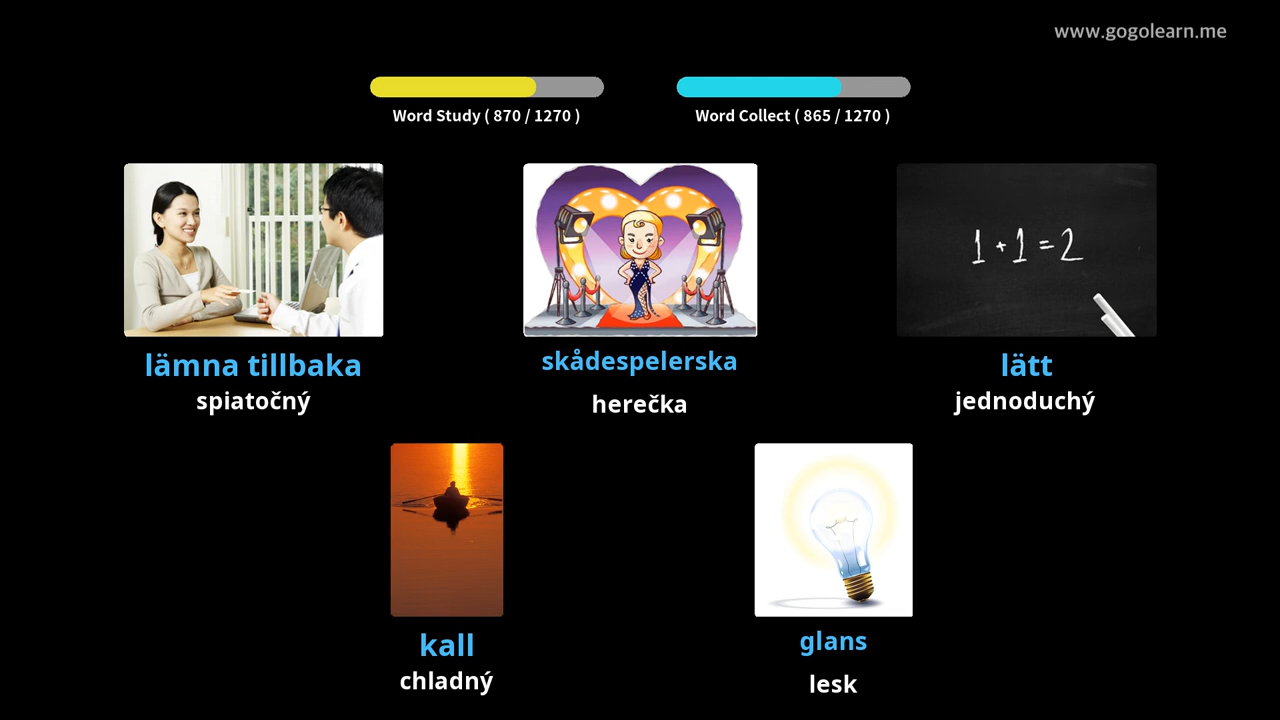 www.gogolearn.me
Word Study ( 870 / 1270 )
Word Collect ( 865 / 1270 )
1 + 1 = 2
lämna tillbaka
spiatočný
skådespelerska
herečka
lätt
jednoduchý
kall
chladný
glans
lesk